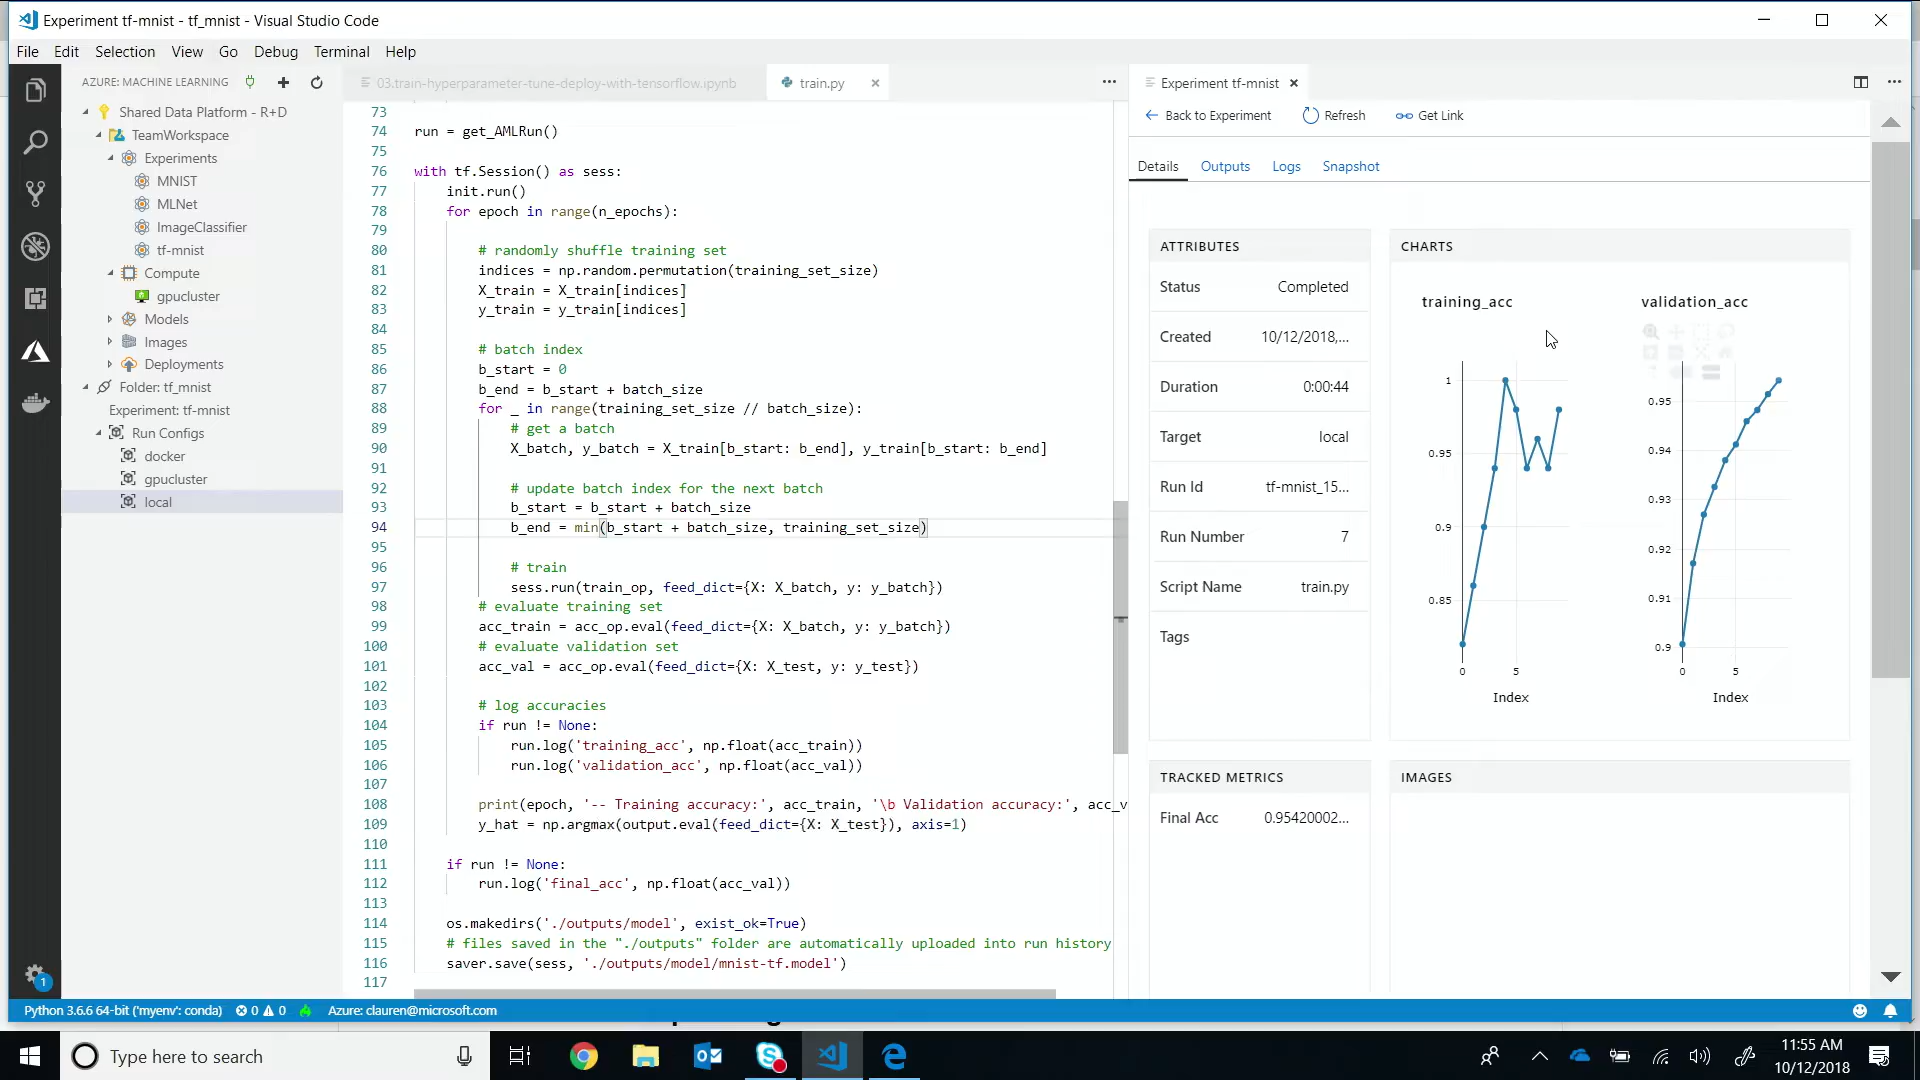 Experiment tf-mnist - tf_mnist - Visual Studio Code
File Edit Selection View Go Debug Terminal Help
AZURE: MACHINE LEARNING
Shared Data Platform - R+D
TeamWorkspace
Experiments
MNIST
MLNet
ImageClassifier
tf-mnist
Compute
gpucluster
Models
Images
Deployments
Folder: tf_mnist
Experiment: tf-mnist
Run Configs
docker
gpucluster
local
03.train-hyperparameter-tune-deploy-with-tensorflow.ipynb
train.py
73
74 run = get_AMLRun()
75
76 with tf.Session() as sess:
77 init.run()
78 for epoch in range(n_epochs):
79
80 # randomly shuffle training set
81 indices = np.random.permutation(training_set_size)
82 X_train = X_train[indices]
83 y_train = y_train[indices]
84
85 # batch index
86 b_start = 0
87 b_end = b_start + batch_size
88 for _ in range(training_set_size // batch_size):
89 # get a batch
90 X_batch, y_batch = X_train[b_start: b_end], y_train[b_start: b_end]
91
92 # update batch index for the next batch
93 b_start = b_start + batch_size
94 b_end = min(b_start + batch_size, training_set_size)
95
96 # train
97 sess.run(train_op, feed_dict={X: X_batch, y: y_batch})
98 # evaluate training set
99 acc_train = acc_op.eval(feed_dict={X: X_batch, y: y_batch})
100 # evaluate validation set
101 acc_val = acc_op.eval(feed_dict={X: X_test, y: y_test})
102
103 # log accuracies
104 if run != None:
105 run.log('training_acc', np.float(acc_train))
106 run.log('validation_acc', np.float(acc_val))
107
108 print(epoch, '-- Training accuracy:', acc_train, '\b Validation accuracy:', acc_v
109 y_hat = np.argmax(output.eval(feed_dict={X: X_test}), axis=1)
110
111 if run != None:
112 run.log('final_acc', np.float(acc_val))
113
114 os.makedirs('./outputs/model', exist_ok=True)
115 # files saved in the "./outputs" folder are automatically uploaded into run history
116 saver.save(sess, './outputs/model/mnist-tf.model')
117
Experiment tf-mnist
Back to Experiment Refresh Get Link
Details Outputs Logs Snapshot
ATTRIBUTES
Status Completed
Created 10/12/2018,...
Duration 0:00:44
Target local
Run Id tf-mnist_15...
Run Number 7
Script Name train.py
Tags
CHARTS
training_acc
1
0.95
0.9
0.85
0 5
Index
validation_acc
0.95
0.94
0.93
0.92
0.91
0.9
0 5
Index
TRACKED METRICS
Final Acc 0.95420002...
IMAGES
1
Python 3.6.6 64-bit ('myenv': conda) 0 0 Azure: clauren@microsoft.com
Type here to search
11:55 AM
10/12/2018